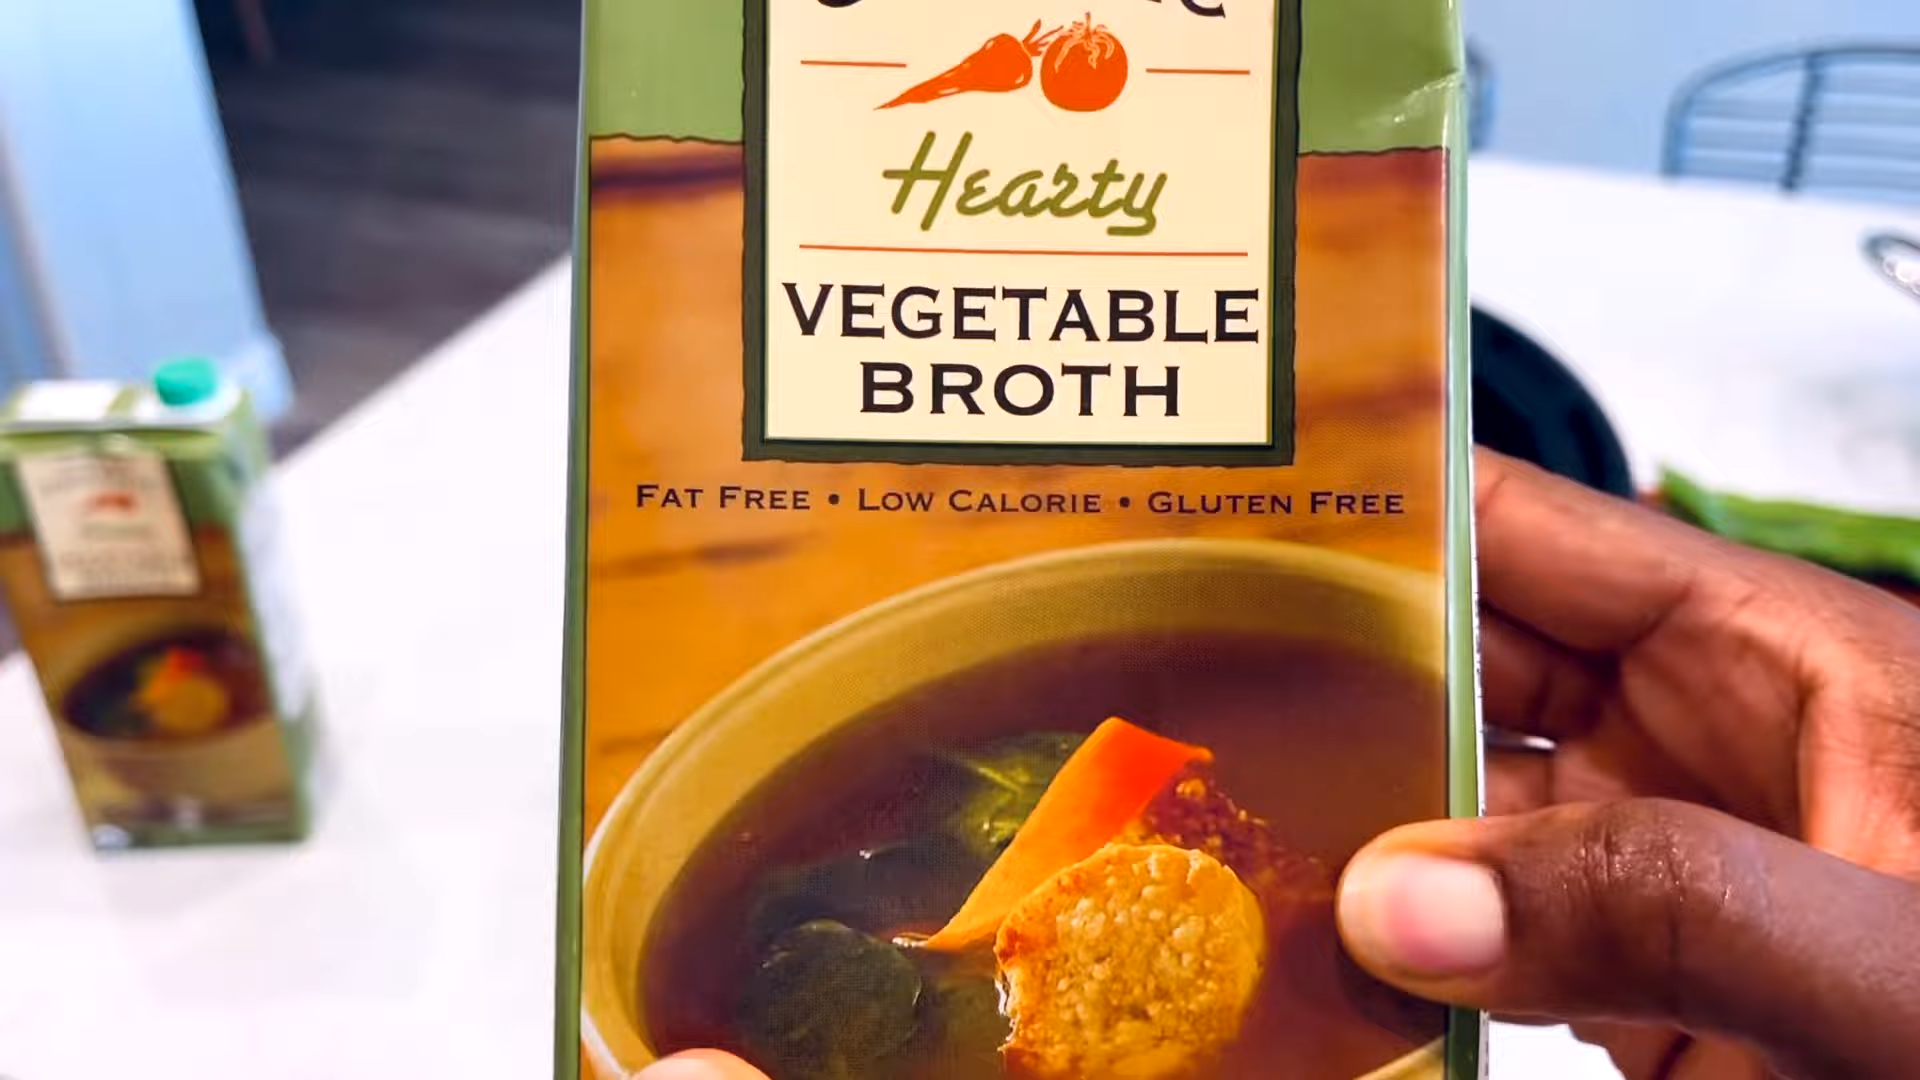 Hearty
VEGETABLE
BROTH
FAT FREE • LOW CALORIE • GLUTEN FREE